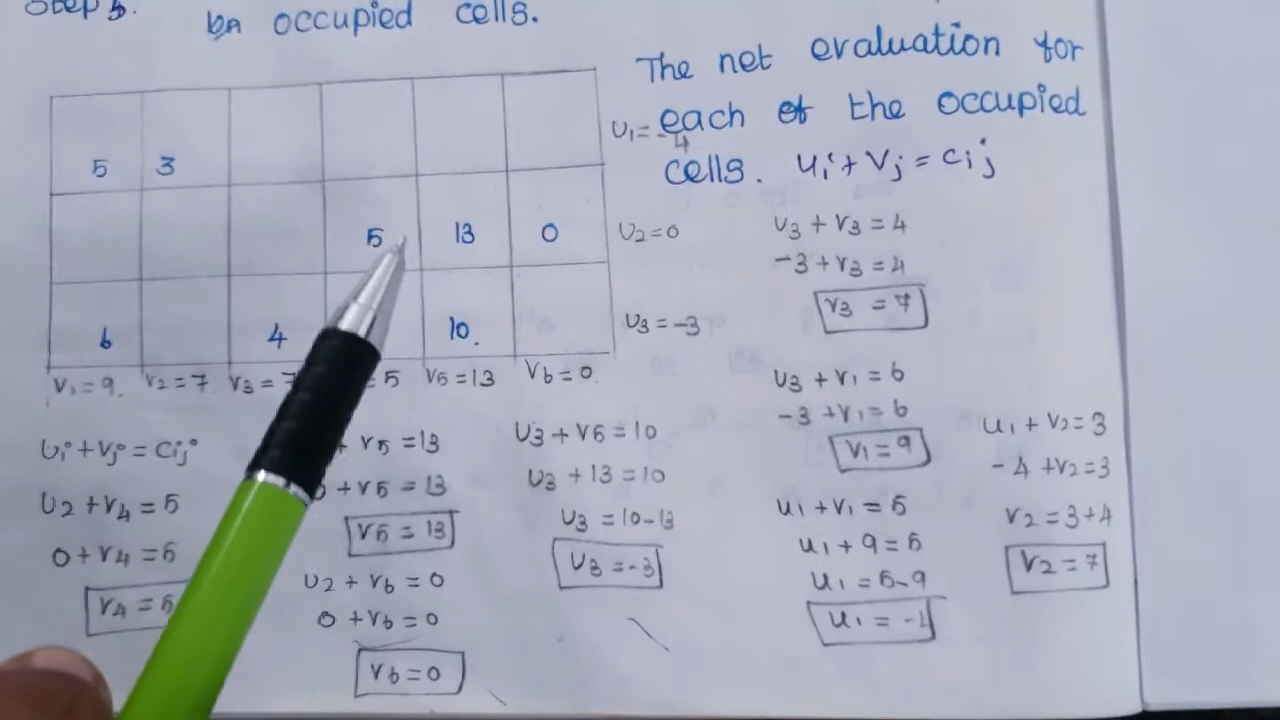 Step 5.
on occupied cells.
The net evaluation for
each of the occupied
cells. ui + vj = cij
5 3
U1 = -4
5 13 0
U2 = 0
6 4 10.
U3 = -3
V1 = 9. V2 = 7 V3 = 7 = 5 V5 = 13 V6 = 0.
Ui + Vj = Cij
U2 + V4 = 5
0 + V4 = 5
V4 = 5
+ V5 = 13
+ V5 = 13
V5 = 13
U2 + V6 = 0
0 + V6 = 0
V6 = 0
U3 + V5 = 10
U3 + 13 = 10
U3 = 10-13
U3 = -3
U3 + V3 = 4
-3 + V3 = 4
V3 = 7
U3 + V1 = 6
-3 + V1 = 6
V1 = 9
U1 + V1 = 5
U1 + 9 = 5
U1 = 5-9
U1 = -4
U1 + V2 = 3
-4 + V2 = 3
V2 = 3+4
V2 = 7